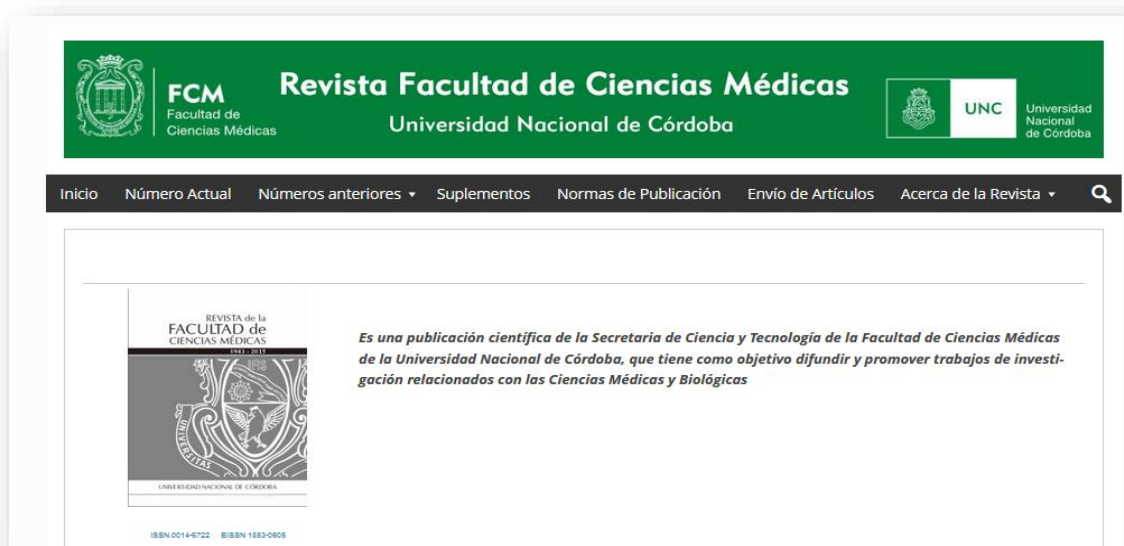 FCM
Facultad de
Ciencias Médicas
Revista Facultad de Ciencias Médicas
Universidad Nacional de Córdoba
UNC
Universidad
Nacional
de Córdoba
Inicio Número Actual Números anteriores Suplementos Normas de Publicación Envío de Artículos Acerca de la Revista
REVISTA de la
FACULTAD de
CIENCIAS MÉDICAS
1943 - 2015
UNIVERSITAS
UNIVERSIDAD NACIONAL DE CÓRDOBA
ISBN.0014-6722 EISSN 1853-0605
Es una publicación científica de la Secretaria de Ciencia y Tecnología de la Facultad de Ciencias Médicas
de la Universidad Nacional de Córdoba, que tiene como objetivo difundir y promover trabajos de investi-
gación relacionados con las Ciencias Médicas y Biológicas